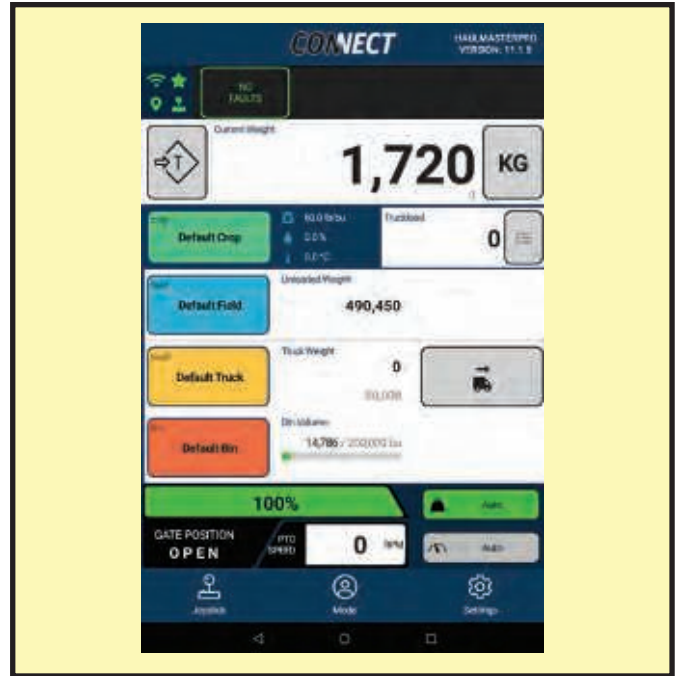 CONNECT
HAULMASTERPRO
VERSION: 11.1.9
NO
FAULTS
Current Weight
T
1,720
KG
Default Crop
60.0 lb/bu
0.0 %
0.0 °C
Truckload
0
Default Field
Unloaded Weight
490,450
Default Truck
Truck Weight
0
Default Bin
Bin Volume
14,786 / 200,000 bu
100%
Auto
GATE POSITION
OPEN
PTO
SPEED
0
RPM
Auto
Joystick
Mode
Settings